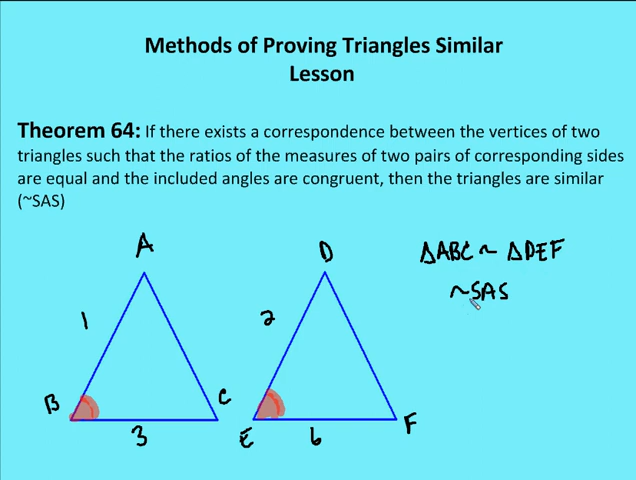 Methods of Proving Triangles Similar
Lesson
Theorem 64: If there exists a correspondence between the vertices of two
triangles such that the ratios of the measures of two pairs of corresponding sides
are equal and the included angles are congruent, then the triangles are similar
(~SAS)
A
D
ΔABC ~ ΔDEF
~SAS
1
2
B
C
E
F
3
6